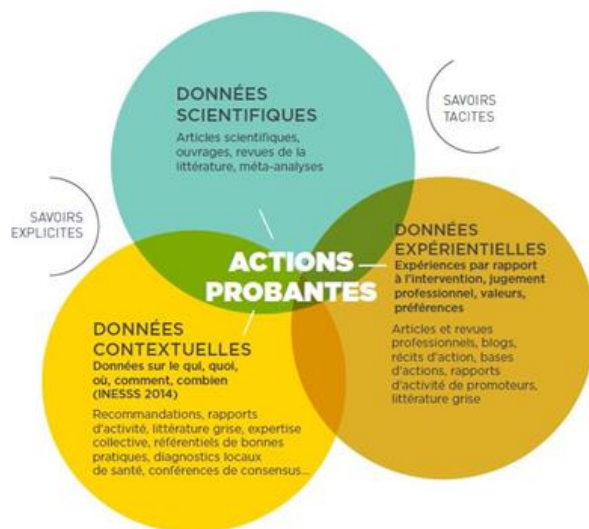 DONNÉES
SCIENTIFIQUES
Articles scientifiques,
ouvrages, revues de la
littérature, méta-analyses
SAVOIRS
TACITES
SAVOIRS
EXPLICITES
ACTIONS
PROBANTES
DONNÉES
EXPÉRIENTIELLES
Expériences par rapport
à l'intervention, jugement
professionnel, valeurs,
préférences
Articles et revues
professionnels, blogs,
récits d'action, bases
d'actions, rapports
d'activité de promoteurs,
littérature grise
DONNÉES
CONTEXTUELLES
Données sur le qui, quoi,
où, comment, combien
(INESSS 2014)
Recommandations, rapports
d'activité, littérature grise, expertise
collective, référentiels de bonnes
pratiques, diagnostics locaux
de santé, conférences de consensus...